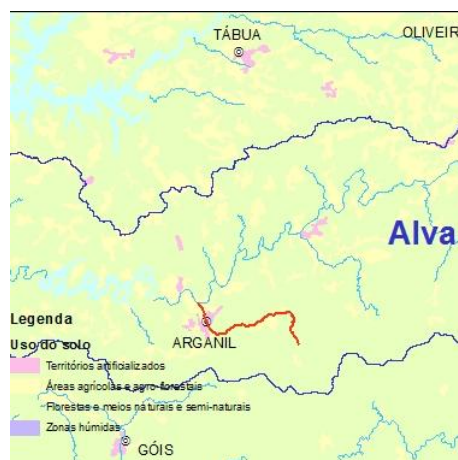 TÁBUA
OLIVEIR
Alva
Legenda
Uso do solo
ARGANIL
Territórios artificializados
Áreas agrícolas e agro-florestais
Florestas e meios naturais e semi-naturais
Zonas húmidas
GÓIS